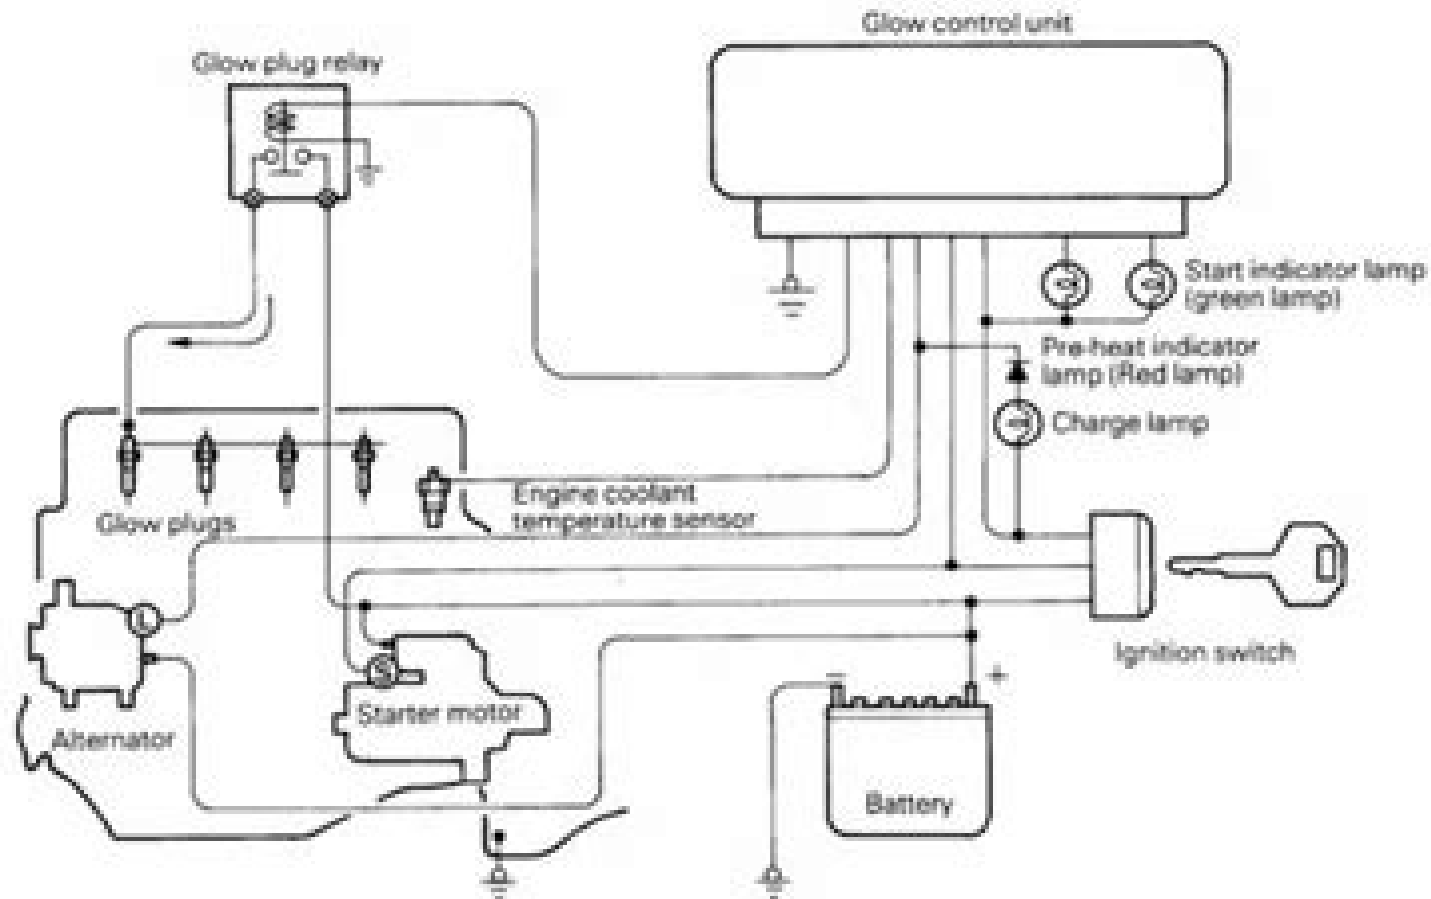 Glow control unit
Glow plug relay
Start indicator lamp
(green lamp)
Pre-heat indicator
lamp (Red lamp)
Charge lamp
Engine coolant
temperature sensor
Glow plugs
L
Ignition switch
S
- +
Starter motor
Alternator
Battery